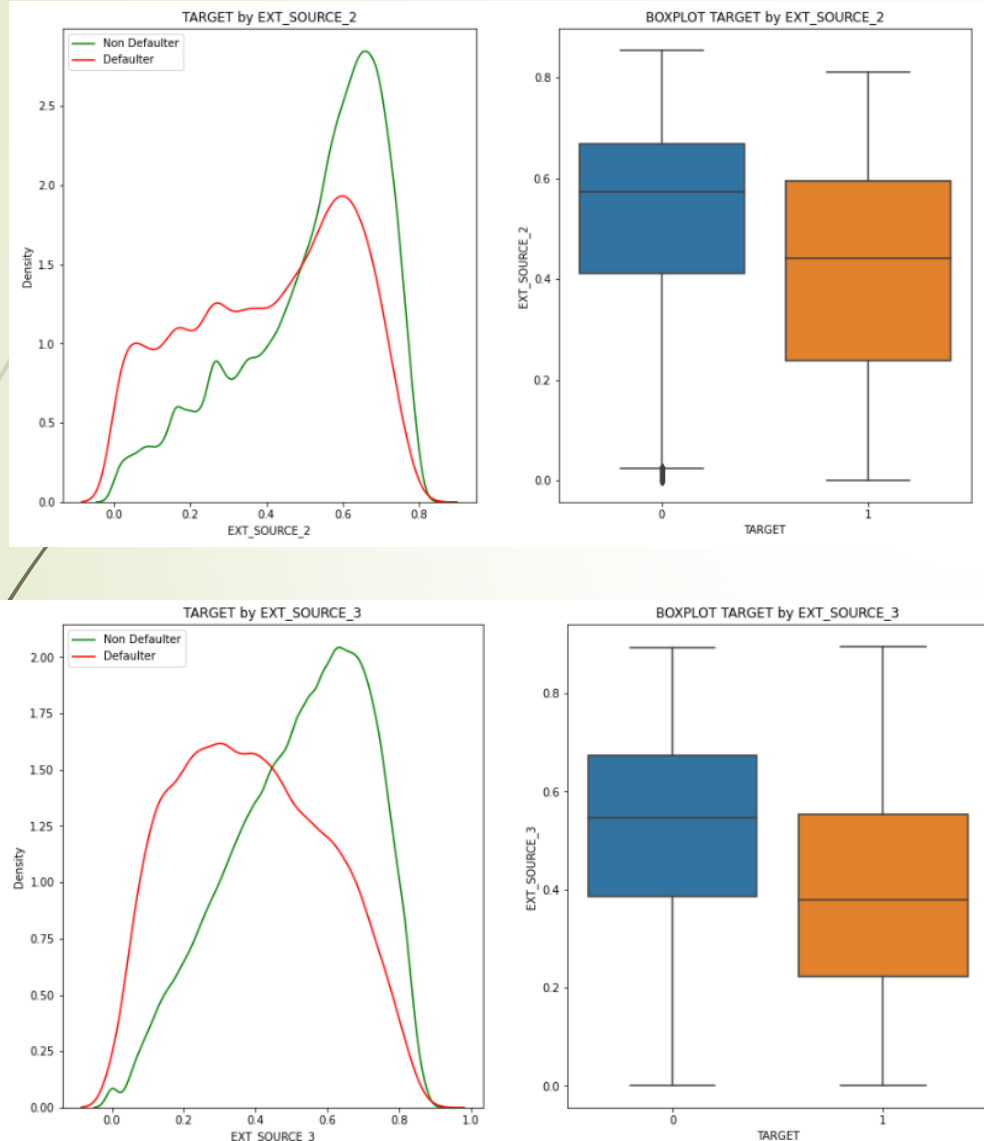 TARGET by EXT_SOURCE_2
Non Defaulter
Defaulter
2.5
2.0
1.5
1.0
0.5
0.0
Density
0.0 0.2 0.4 0.6 0.8
EXT_SOURCE_2
BOXPLOT TARGET by EXT_SOURCE_2
0.8
0.6
0.4
0.2
0.0
EXT_SOURCE_2
0 1
TARGET
TARGET by EXT_SOURCE_3
Non Defaulter
Defaulter
2.00
1.75
1.50
1.25
1.00
0.75
0.50
0.25
0.00
Density
0.0 0.2 0.4 0.6 0.8 1.0
EXT_SOURCE_3
BOXPLOT TARGET by EXT_SOURCE_3
0.8
0.6
0.4
0.2
0.0
EXT_SOURCE_3
0 1
TARGET